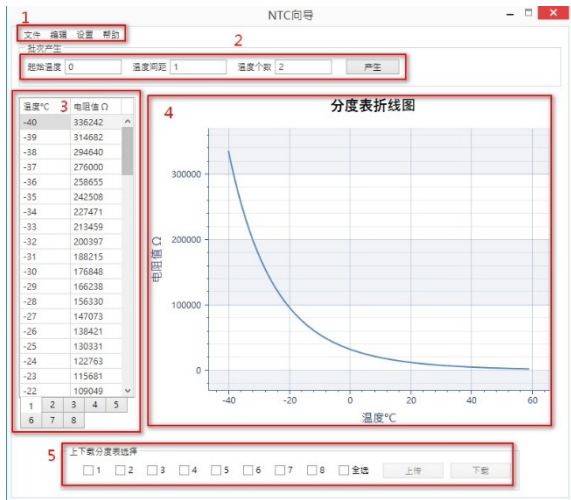 NTC向导
1
文件 编辑 设置 帮助
批次产生
2
起始温度 0 温度间距 1 温度个数 2 产生
温度℃ 3 电阻值 Ω
-40 336242
-39 314682
-38 294640
-37 276000
-36 258655
-35 242508
-34 227471
-33 213459
-32 200397
-31 188215
-30 176848
-29 166238
-28 156330
-27 147073
-26 138421
-25 130331
-24 122763
-23 115681
-22 109049
1 2 3 4 5
6 7 8
4
分度表折线图
电阻值 Ω
300000
200000
100000
0
-40 -20 0 20 40 60
温度℃
5
上下载分度表选择
1 2 3 4 5 6 7 8 全选 上传 下载